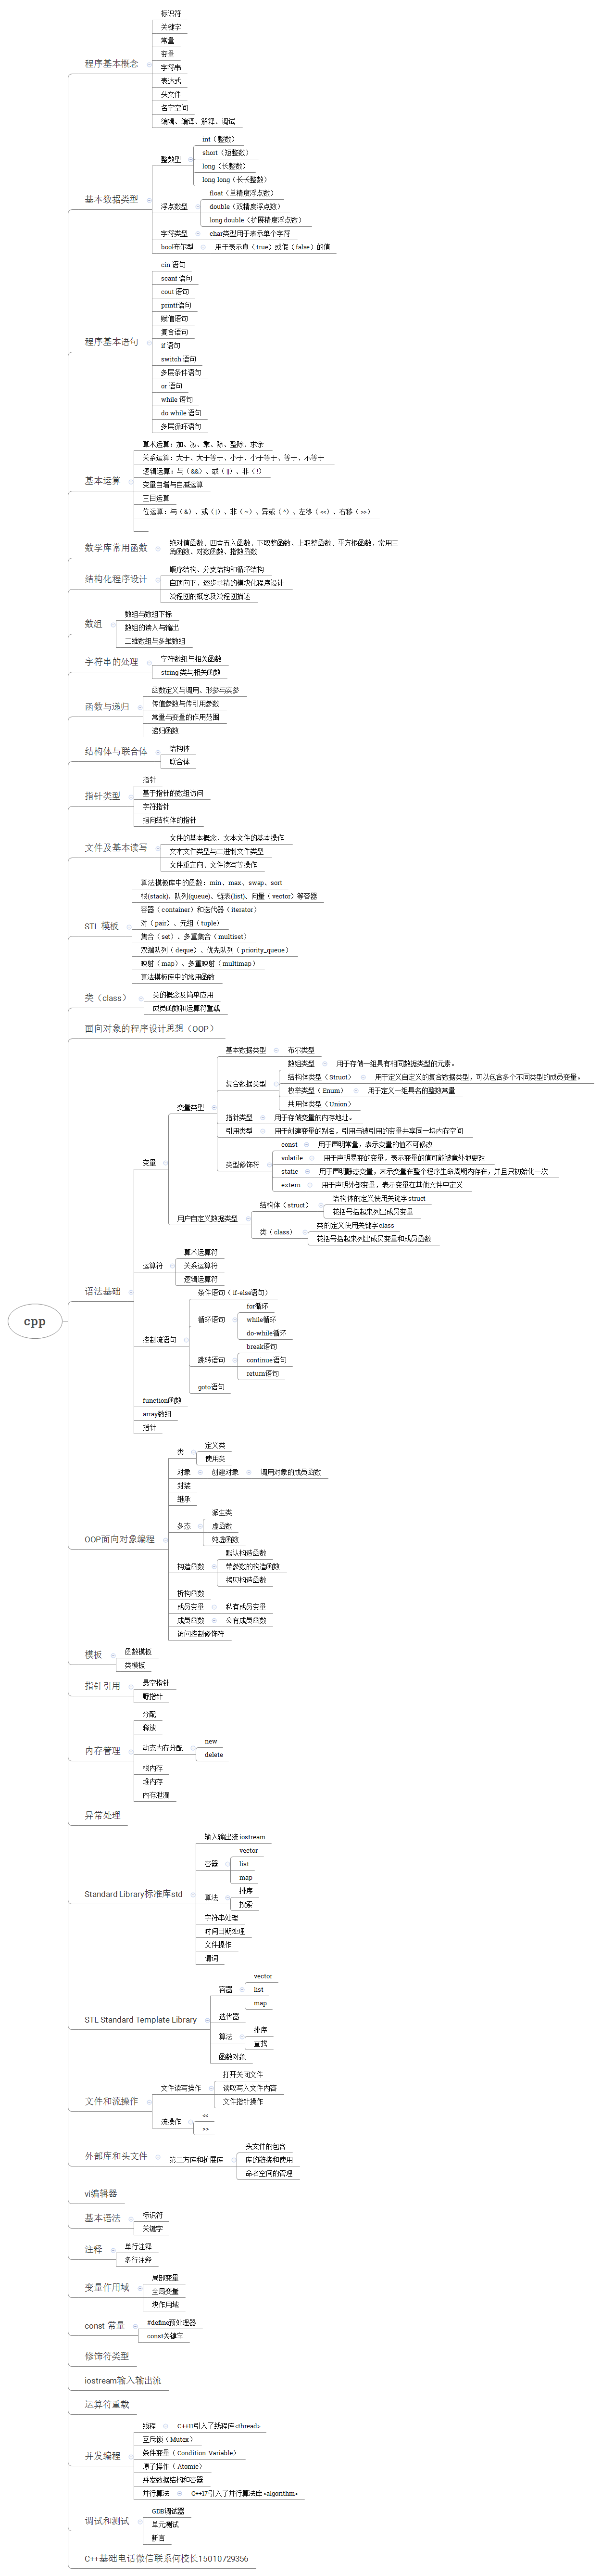 cpp
程序基本概念
标识符
关键字
常量
变量
字符串
表达式
头文件
名字空间
编辑、编译、解释、调试
基本数据类型
整数型
int（整数）
short（短整数）
long（长整数）
long long（长长整数）
浮点数型
float（单精度浮点数）
double（双精度浮点数）
long double（扩展精度浮点数）
字符类型
char类型用于表示单个字符
bool布尔型
用于表示真（true）或假（false）的值
程序基本语句
cin 语句
scanf 语句
cout 语句
printf语句
赋值语句
复合语句
if 语句
switch 语句
多层条件语句
or 语句
while 语句
do while 语句
多层循环语句
基本运算
算术运算：加、减、乘、除、整除、求余
关系运算：大于、大于等于、小于、小于等于、等于、不等于
逻辑运算：与（&&）、或（||）、非（!）
变量自增与自减运算
三目运算
位运算：与（&）、或（|）、非（~）、异或（^）、左移（<<）、右移（>>）
数学库常用函数
绝对值函数、四舍五入函数、下取整函数、上取整函数、平方根函数、常用三
角函数、对数函数、指数函数
结构化程序设计
顺序结构、分支结构和循环结构
自顶向下、逐步求精的模块化程序设计
流程图的概念及流程图描述
数组
数组与数组下标
数组的读入与输出
二维数组与多维数组
字符串的处理
字符数组与相关函数
string 类与相关函数
函数与递归
函数定义与调用、形参与实参
传值参数与传引用参数
常量与变量的作用范围
递归函数
结构体与联合体
结构体
联合体
指针类型
指针
基于指针的数组访问
字符指针
指向结构体的指针
文件及基本读写
文件的基本概念、文本文件的基本操作
文本文件类型与二进制文件类型
文件重定向、文件读写等操作
STL 模板
算法模板库中的函数：min、max、swap、sort
栈(stack)、队列(queue)、链表(list)、向量（vector）等容器
容器（container）和迭代器（iterator）
对（pair）、元组（tuple）
集合（set）、多重集合（multiset）
双端队列（deque）、优先队列（priority_queue）
映射（map）、多重映射（multimap）
算法模板库中的常用函数
类（class）
类的概念及简单应用
成员函数和运算符重载
面向对象的程序设计思想（OOP）
语法基础
变量
变量类型
基本数据类型
布尔类型
复合数据类型
数组类型
用于存储一组具有相同数据类型的元素。
结构体类型（Struct）
用于定义自定义的复合数据类型，可以包含多个不同类型的成员变量。
枚举类型（Enum）
用于定义一组具名的整数常量
共用体类型（Union）
指针类型
用于存储变量的内存地址。
引用类型
用于创建变量的别名，引用与被引用的变量共享同一块内存空间
类型修饰符
const
用于声明常量，表示变量的值不可修改
volatile
用于声明易变的变量，表示变量的值可能被意外地更改
static
用于声明静态变量，表示变量在整个程序生命周期内存在，并且只初始化一次
extern
用于声明外部变量，表示变量在其他文件中定义
用户自定义数据类型
结构体（struct）
结构体的定义使用关键字struct
花括号括起来列出成员变量
类（class）
类的定义使用关键字class
花括号括起来列出成员变量和成员函数
运算符
算术运算符
关系运算符
逻辑运算符
控制流语句
条件语句（if-else语句）
循环语句
for循环
while循环
do-while循环
跳转语句
break语句
continue语句
return语句
goto语句
function函数
array数组
指针
OOP面向对象编程
类
定义类
使用类
对象
创建对象
调用对象的成员函数
封装
继承
多态
派生类
虚函数
纯虚函数
构造函数
默认构造函数
带参数的构造函数
拷贝构造函数
析构函数
成员变量
私有成员变量
成员函数
公有成员函数
访问控制修饰符
模板
函数模板
类模板
指针引用
悬空指针
野指针
内存管理
分配
释放
动态内存分配
new
delete
栈内存
堆内存
内存泄漏
异常处理
Standard Library标准库std
输入输出流 iostream
容器
vector
list
map
算法
排序
搜索
字符串处理
时间日期处理
文件操作
谓词
STL Standard Template Library
容器
vector
list
map
迭代器
算法
排序
查找
函数对象
文件和流操作
文件读写操作
打开关闭文件
读取写入文件内容
文件指针操作
流操作
<<
>>
外部库和头文件
第三方库和扩展库
头文件的包含
库的链接和使用
命名空间的管理
vi编辑器
基本语法
标识符
关键字
注释
单行注释
多行注释
变量作用域
局部变量
全局变量
块作用域
const 常量
#define预处理器
const关键字
修饰符类型
iostream输入输出流
运算符重载
并发编程
线程
C++11引入了线程库<thread>
互斥锁（Mutex）
条件变量（Condition Variable）
原子操作（Atomic）
并发数据结构和容器
并行算法
C++17引入了并行算法库 <algorithm>
调试和测试
GDB调试器
单元测试
断言
C++基础电话微信联系何校长15010729356